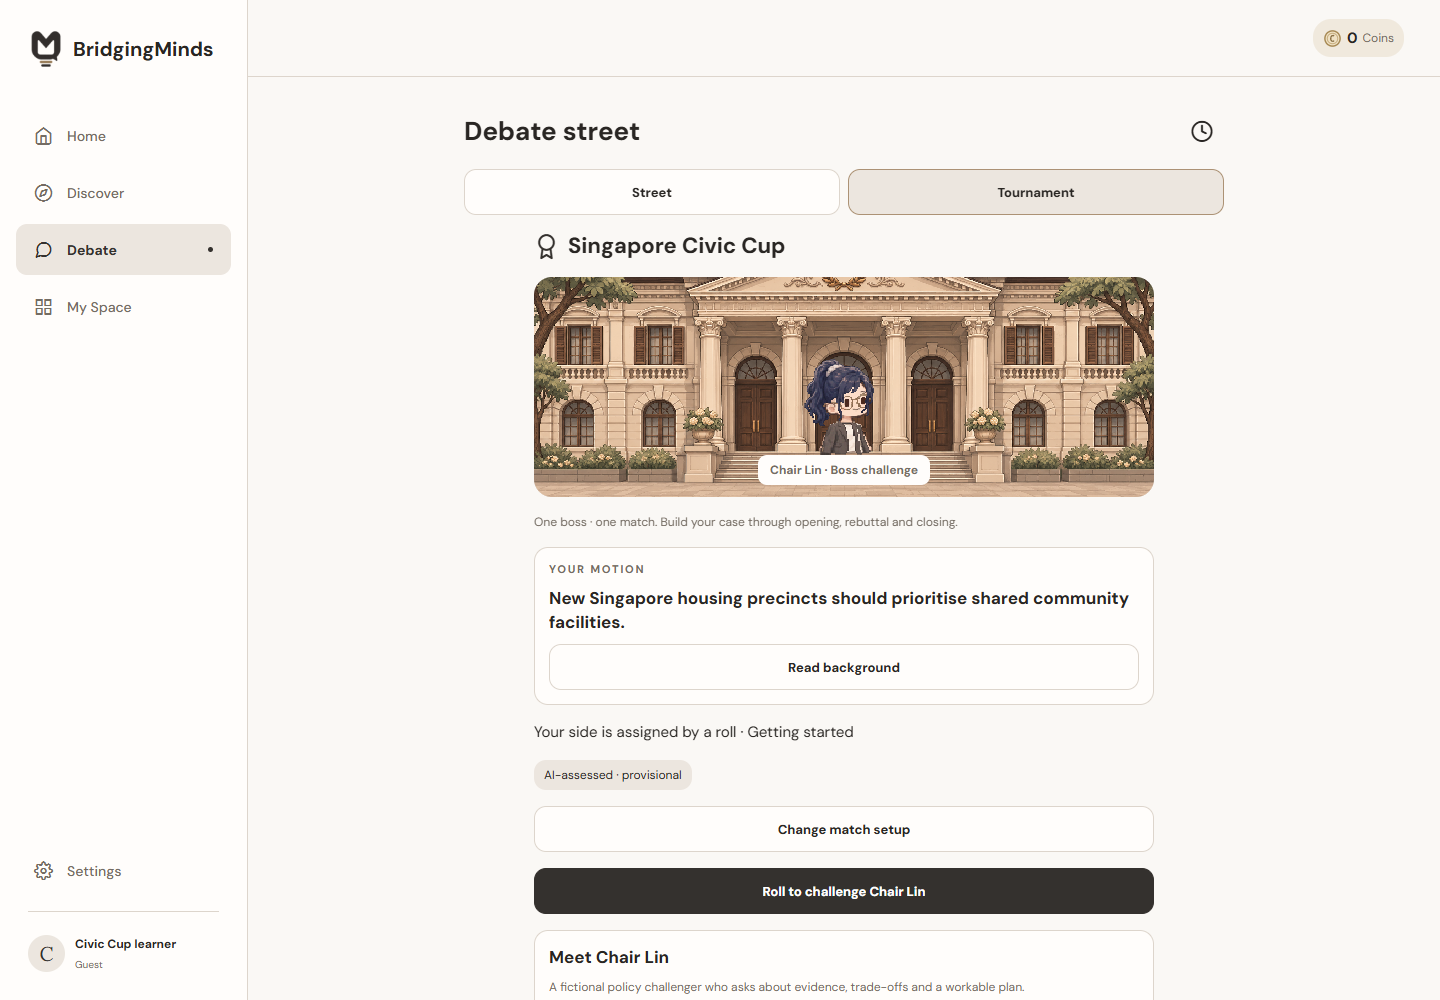 BridgingMinds
0 Coins
Home
Discover
Debate
My Space
Settings
C
Civic Cup learner
Guest
Debate street
Street
Tournament
Singapore Civic Cup
Chair Lin · Boss challenge
One boss · one match. Build your case through opening, rebuttal and closing.
YOUR MOTION
New Singapore housing precincts should prioritise shared community
facilities.
Read background
Your side is assigned by a roll · Getting started
AI-assessed · provisional
Change match setup
Roll to challenge Chair Lin
Meet Chair Lin
A fictional policy challenger who asks about evidence, trade-offs and a workable plan.